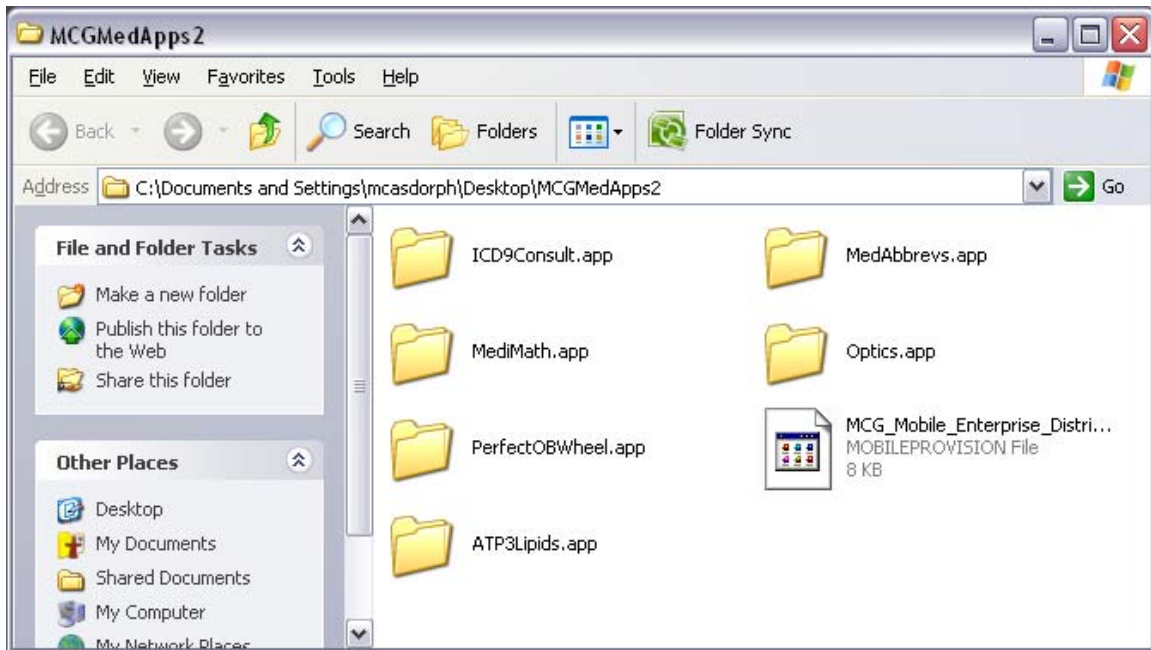 MCGMedApps2
File Edit View Favorites Tools Help
Back Search Folders Folder Sync
Address C:\Documents and Settings\mcasdorph\Desktop\MCGMedApps2 Go
File and Folder Tasks
Make a new folder
Publish this folder to
the Web
Share this folder
Other Places
Desktop
My Documents
Shared Documents
My Computer
My Network Places
ICD9Consult.app
MedAbbrevs.app
MediMath.app
Optics.app
PerfectOBWheel.app
MCG_Mobile_Enterprise_Distri...
MOBILEPROVISION File
8 KB
ATP3Lipids.app